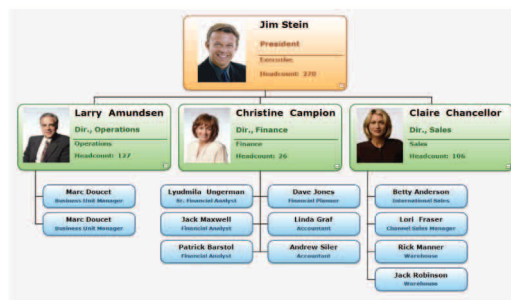 Jim Stein
President
Executive
Headcount: 270
Larry Amundsen
Dir., Operations
Operations
Headcount: 127
Christine Campion
Dir., Finance
Finance
Headcount: 26
Claire Chancellor
Dir., Sales
Sales
Headcount: 106
Marc Doucet
Business Unit Manager
Marc Doucet
Business Unit Manager
Lyudmila Ungerman
Sr. Financial Analyst
Dave Jones
Financial Planner
Jack Maxwell
Financial Analyst
Linda Graf
Accountant
Patrick Barstol
Financial Analyst
Andrew Siler
Accountant
Betty Anderson
International Sales
Lori Fraser
Channel Sales Manager
Rick Manner
Warehouse
Jack Robinson
Warehouse